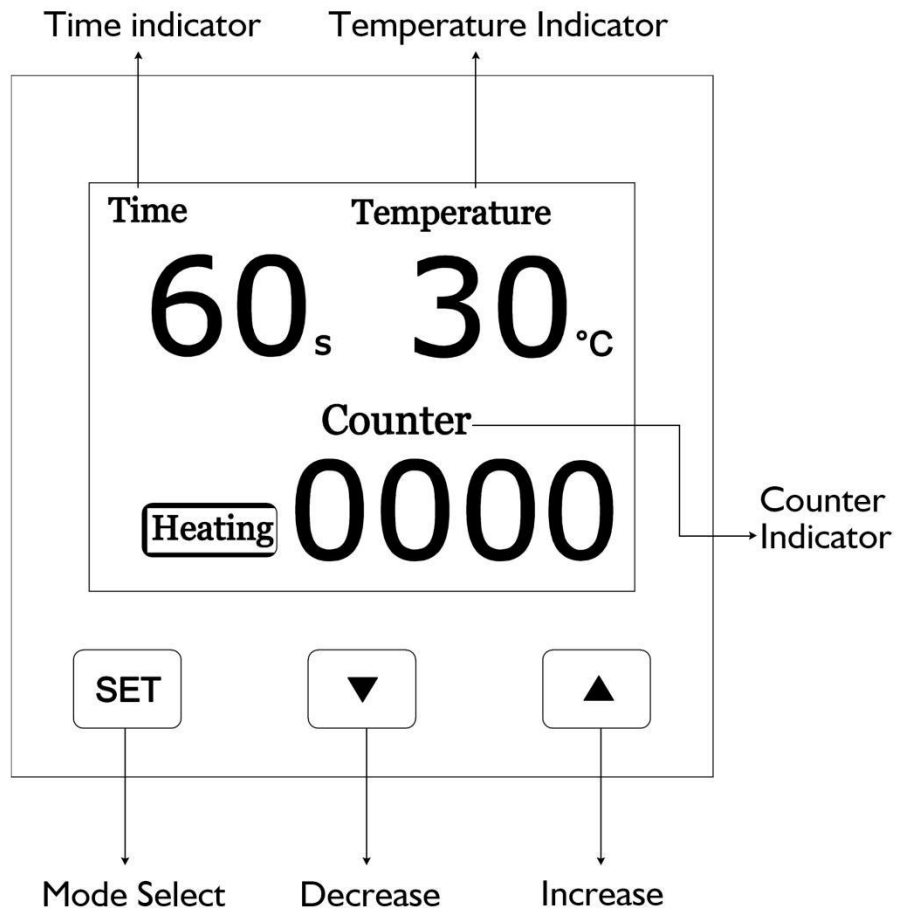 Time indicator
Temperature Indicator
Time
Temperature
60s
30°C
Counter
Heating
0000
Counter
Indicator
SET
▼
▲
Mode Select
Decrease
Increase